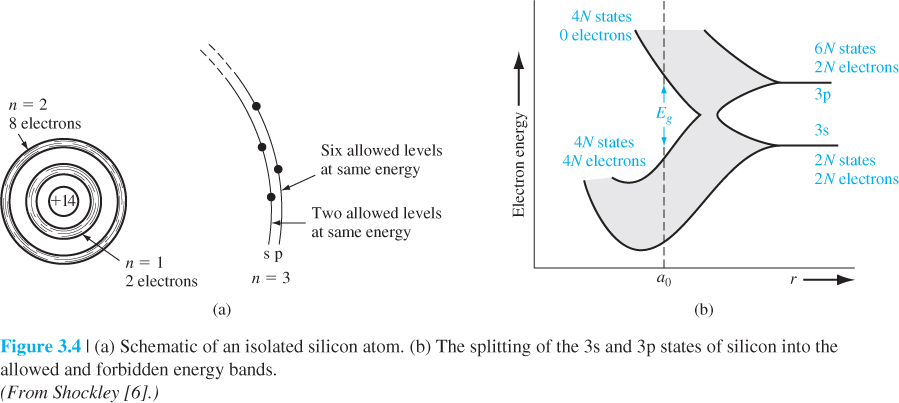 n = 2
8 electrons
+14
n = 1
2 electrons
Six allowed levels
at same energy
Two allowed levels
at same energy
s p
n = 3
(a)
Electron energy
4N states
0 electrons
E_g
4N states
4N electrons
6N states
2N electrons
3p
3s
2N states
2N electrons
a₀
r
(b)
Figure 3.4 | (a) Schematic of an isolated silicon atom. (b) The splitting of the 3s and 3p states of silicon into the
allowed and forbidden energy bands.
(From Shockley [6].)